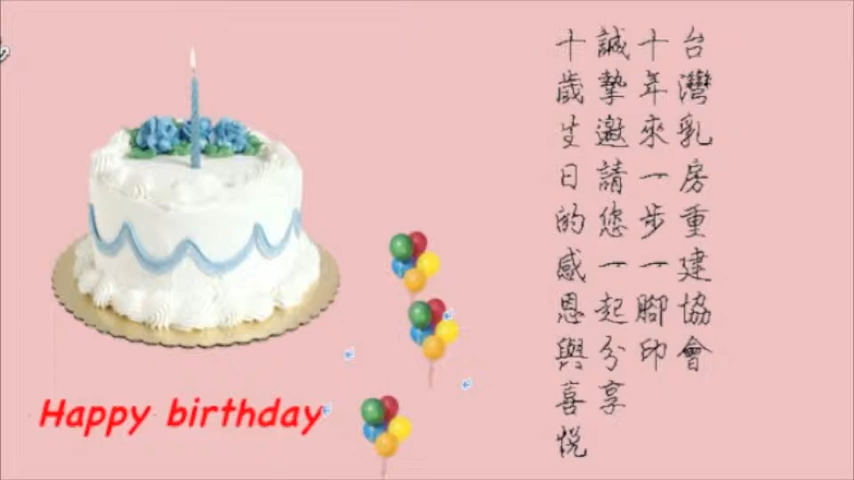 台灣乳房重建協會
十年來一步一腳印
誠摯邀請您一起分享
十歲生日的感恩與喜悅
Happy birthday